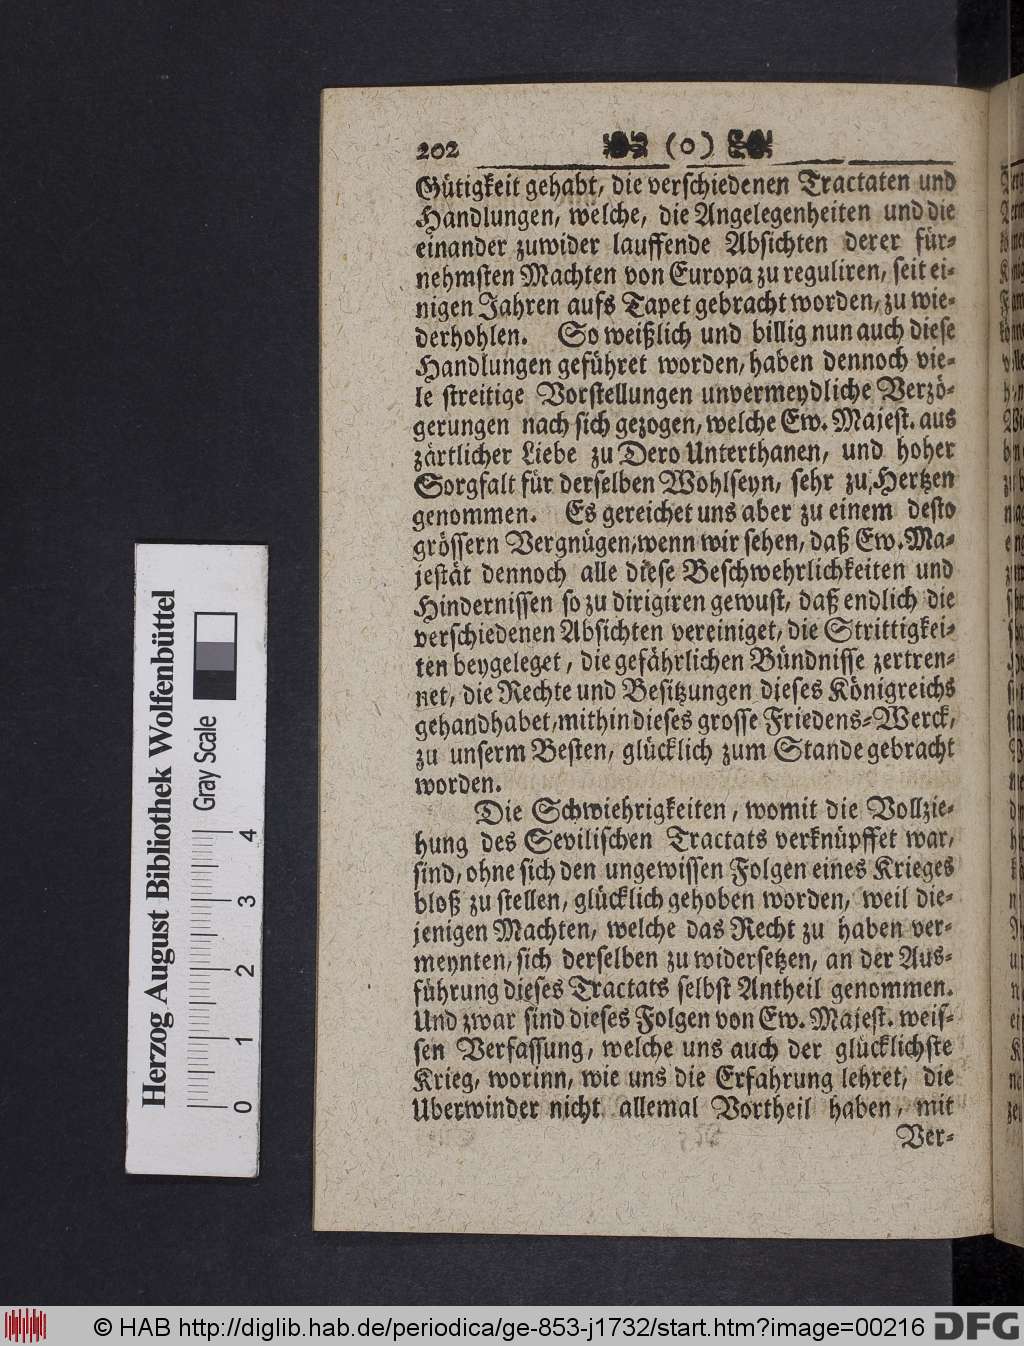 202 (o)
Gütigkeit gehabt, die verschiedenen Tractaten und
Handlungen, welche, die Angelegenheiten und die
einander zuwider lauffende Absichten derer für-
nehmsten Machten von Europa zu reguliren, seit ei-
nigen Jahren aufs Tapet gebracht worden, zu wie-
derhohlen. So weißlich und billig nun auch diese
Handlungen geführet worden, haben dennoch vie-
le streitige Vorstellungen unvermeydliche Verzö-
gerungen nach sich gezogen, welche Ew. Majest. aus
zärtlicher Liebe zu Dero Unterthanen, und hoher
Sorgfalt für derselben Wohlseyn, sehr zu Hertzen
genommen. Es gereichet uns aber zu einem desto
grössern Vergnügen, wenn wir sehen, daß Ew. Ma-
jestät dennoch alle diese Beschwehrlichkeiten und
Hindernissen so zu dirigiren gewust, daß endlich die
verschiedenen Absichten vereiniget, die Strittigkei-
ten beygeleget, die gefährlichen Bündnisse zertren-
net, die Rechte und Besitzungen dieses Königreichs
gehandhabet, mithin dieses grosse Friedens-Werck,
zu unserm Besten, glücklich zum Stande gebracht
worden.
Die Schwiehrigkeiten, womit die Vollzie-
hung des Sevilischen Tractats verknüpffet war,
sind, ohne sich den ungewissen Folgen eines Krieges
bloß zu stellen, glücklich gehoben worden, weil die-
jenigen Machten, welche das Recht zu haben ver-
meynten, sich derselben zu widersetzen, an der Aus-
führung dieses Tractats selbst Antheil genommen.
Und zwar sind dieses Folgen von Ew. Majest. weis-
sen Verfassung, welche uns auch der glücklichste
Krieg, worinn, wie uns die Erfahrung lehret, die
Uberwinder nicht allemal Vortheil haben, mit
Ver-
Herzog August Bibliothek Wolfenbüttel
Gray Scale
0 1 2 3 4
© HAB http://diglib.hab.de/periodica/ge-853-j1732/start.htm?image=00216
DFG